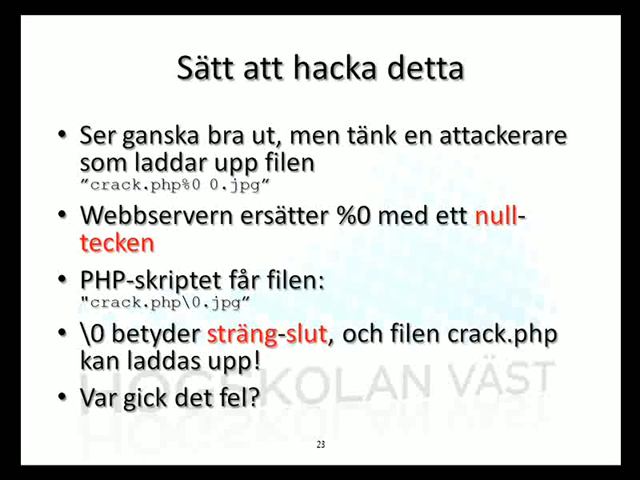 Sätt att hacka detta
• Ser ganska bra ut, men tänk en attackerare
som laddar upp filen
”crack.php%0 0.jpg”
• Webbservern ersätter %0 med ett null-
tecken
• PHP-skriptet får filen:
"crack.php\0.jpg”
• \0 betyder sträng-slut, och filen crack.php
kan laddas upp!
• Var gick det fel?
HÖGSKOLAN VÄST
23